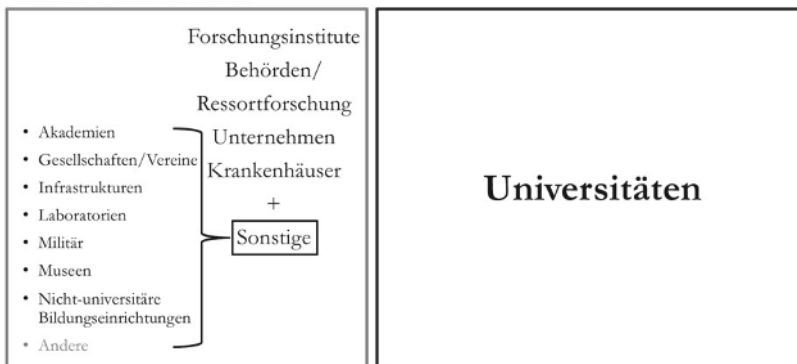 Forschungsinstitute
Behörden/
Ressortforschung
Unternehmen
Krankenhäuser
+
Sonstige
• Akademien
• Gesellschaften/Vereine
• Infrastrukturen
• Laboratorien
• Militär
• Museen
• Nicht-universitäre
Bildungseinrichtungen
• Andere
Universitäten